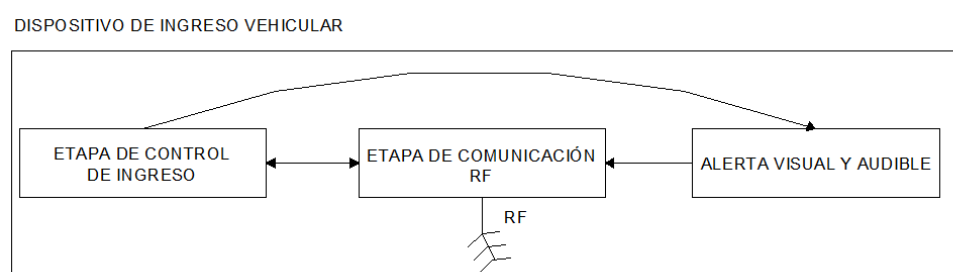 DISPOSITIVO DE INGRESO VEHICULAR
ETAPA DE CONTROL
DE INGRESO
ETAPA DE COMUNICACIÓN
RF
ALERTA VISUAL Y AUDIBLE
RF